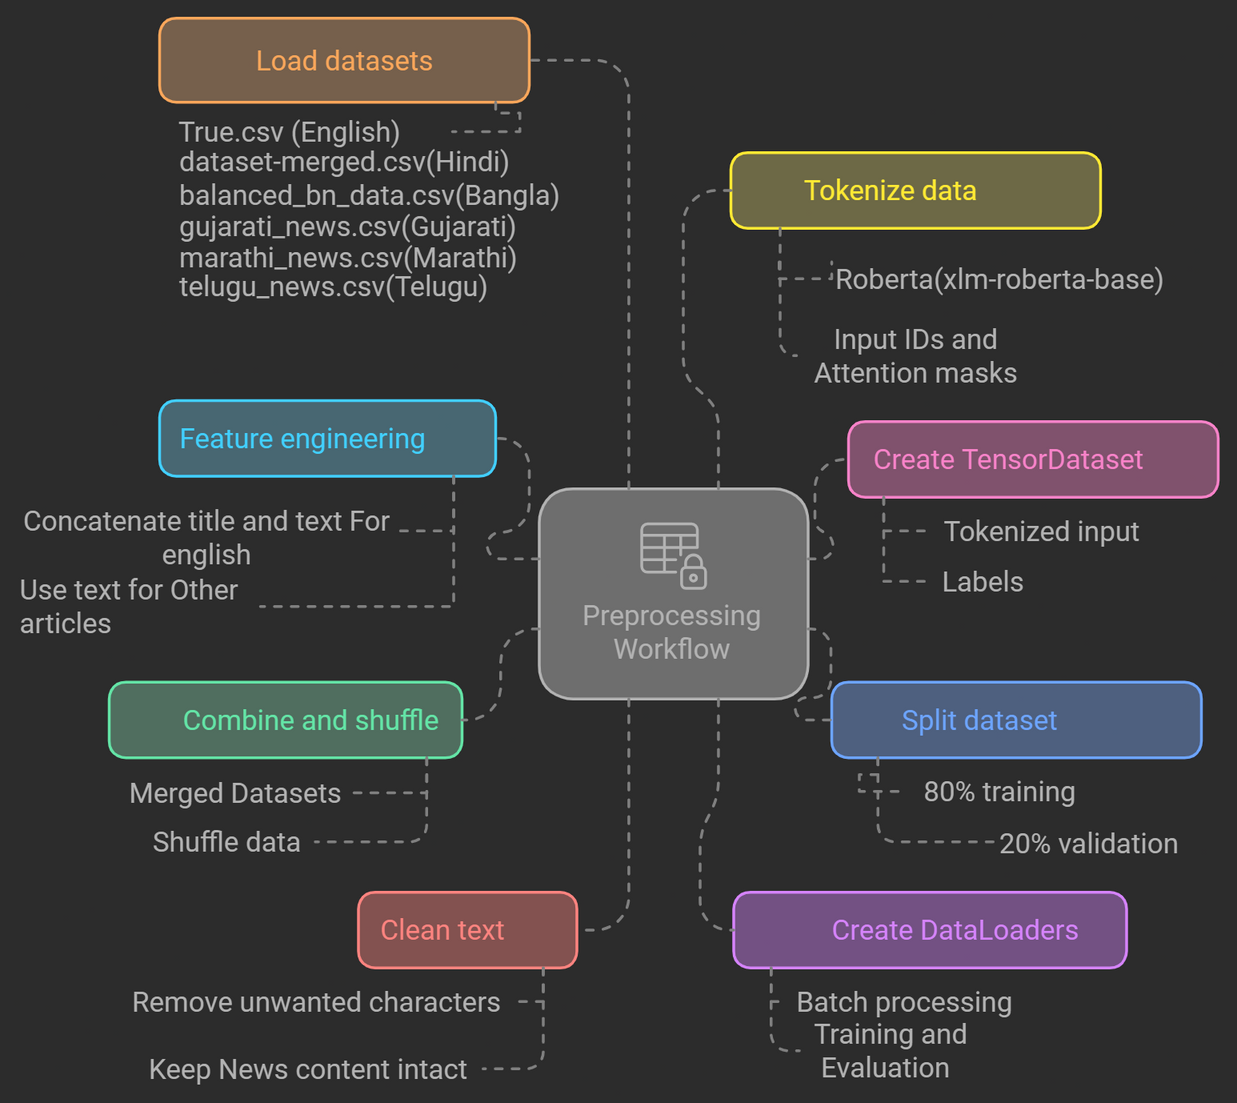 Load datasets
True.csv (English)
dataset-merged.csv(Hindi)
balanced_bn_data.csv(Bangla)
gujarati_news.csv(Gujarati)
marathi_news.csv(Marathi)
telugu_news.csv(Telugu)
Feature engineering
Concatenate title and text For
english
Use text for Other
articles
Combine and shuffle
Merged Datasets
Shuffle data
Clean text
Remove unwanted characters
Keep News content intact
Preprocessing
Workflow
Tokenize data
Roberta(xlm-roberta-base)
Input IDs and
Attention masks
Create TensorDataset
Tokenized input
Labels
Split dataset
80% training
20% validation
Create DataLoaders
Batch processing
Training and
Evaluation